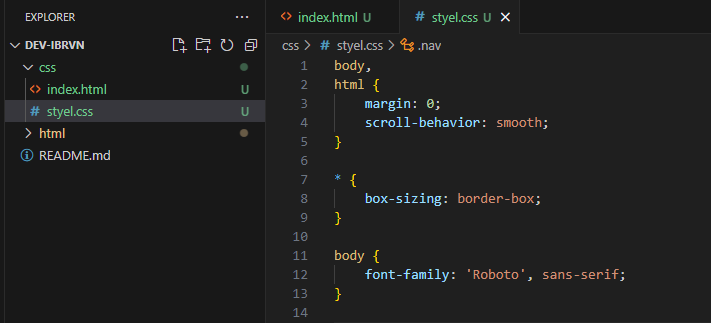 EXPLORER
DEV-IBRVN
css
index.html U
styel.css U
html
README.md
index.html U
styel.css U
css > styel.css > .nav
1 body,
2 html {
3 margin: 0;
4 scroll-behavior: smooth;
5 }
6
7 * {
8 box-sizing: border-box;
9 }
10
11 body {
12 font-family: 'Roboto', sans-serif;
13 }
14